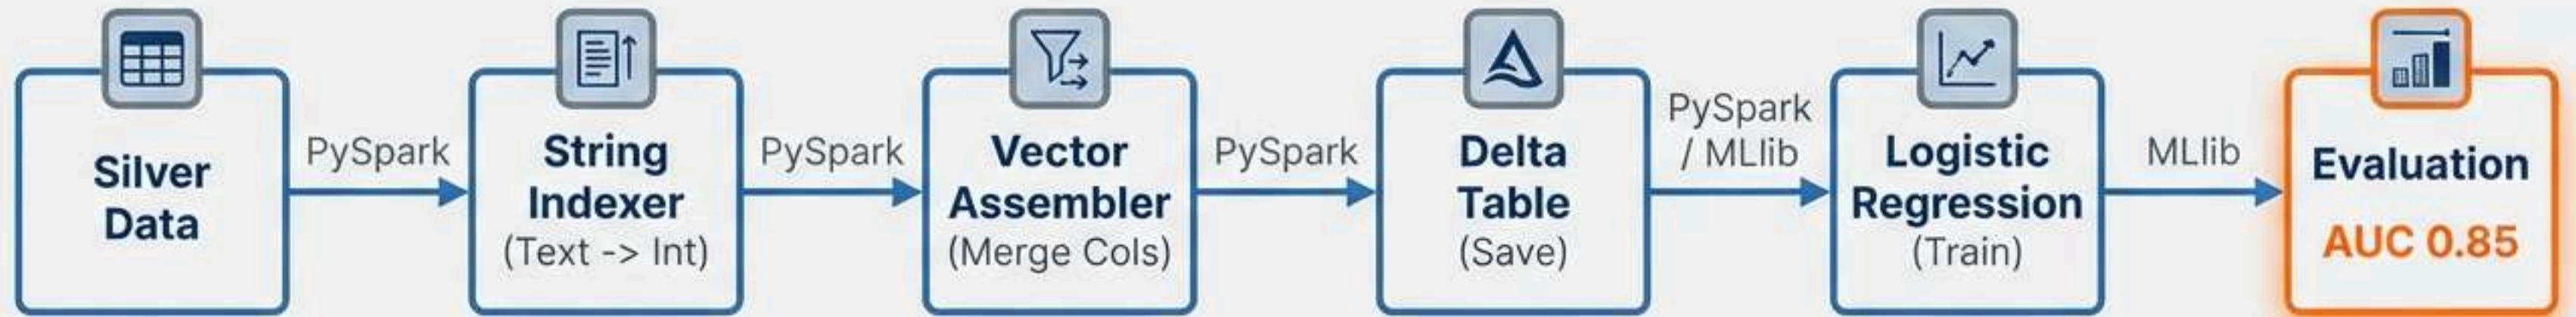 Silver
Data
PySpark
String
Indexer
(Text -> Int)
PySpark
Vector
Assembler
(Merge Cols)
PySpark
Delta
Table
(Save)
PySpark
/ MLlib
Logistic
Regression
(Train)
MLlib
Evaluation
AUC 0.85